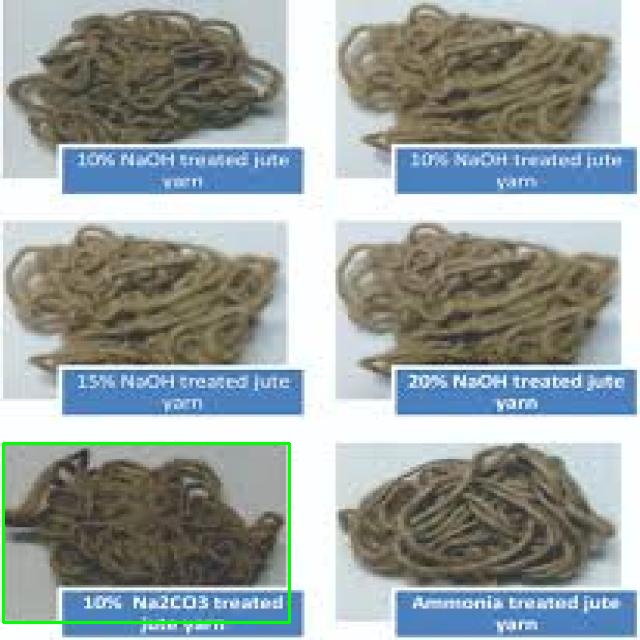 10% NaOH treated jute
yarn
10% NaOH treated jute
yarn
15% NaOH treated jute
yarn
20% NaOH treated jute
yarn
10% Na2CO3 treated
jute yarn
Ammonia treated jute
yarn